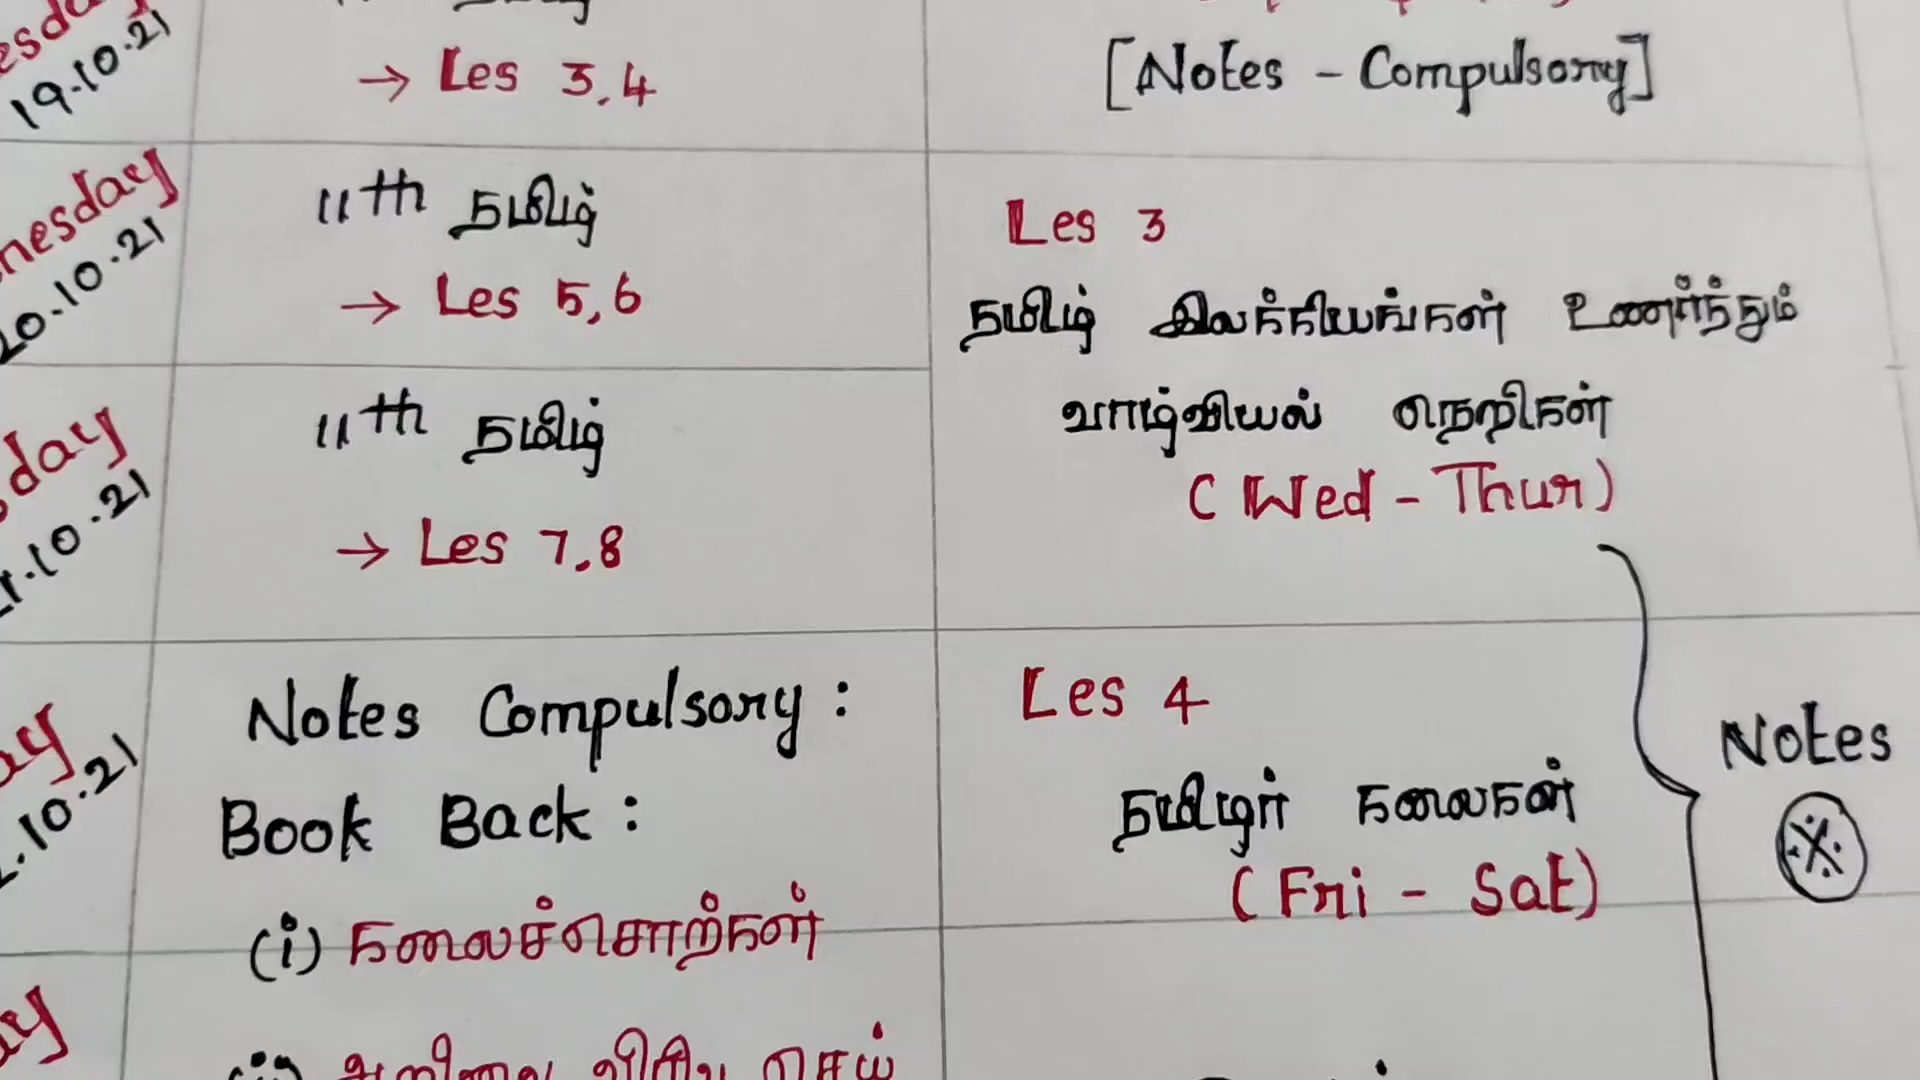 19.10.21
→ Les 3,4
[Notes - Compulsory]
11th தமிழ்
→ Les 5,6
Les 3
தமிழ் இலக்கியங்கள் உணர்ந்தும்
வாழ்வியல் நெறிகள்
(Wed - Thur)
11th தமிழ்
→ Les 7,8
Notes Compulsory :
Book Back :
(i) கலைச்சொற்கள்
(ii) அறிவை விரிவு செய்
Les 4
தமிழர் கலைகள்
(Fri - Sat)
Notes
※